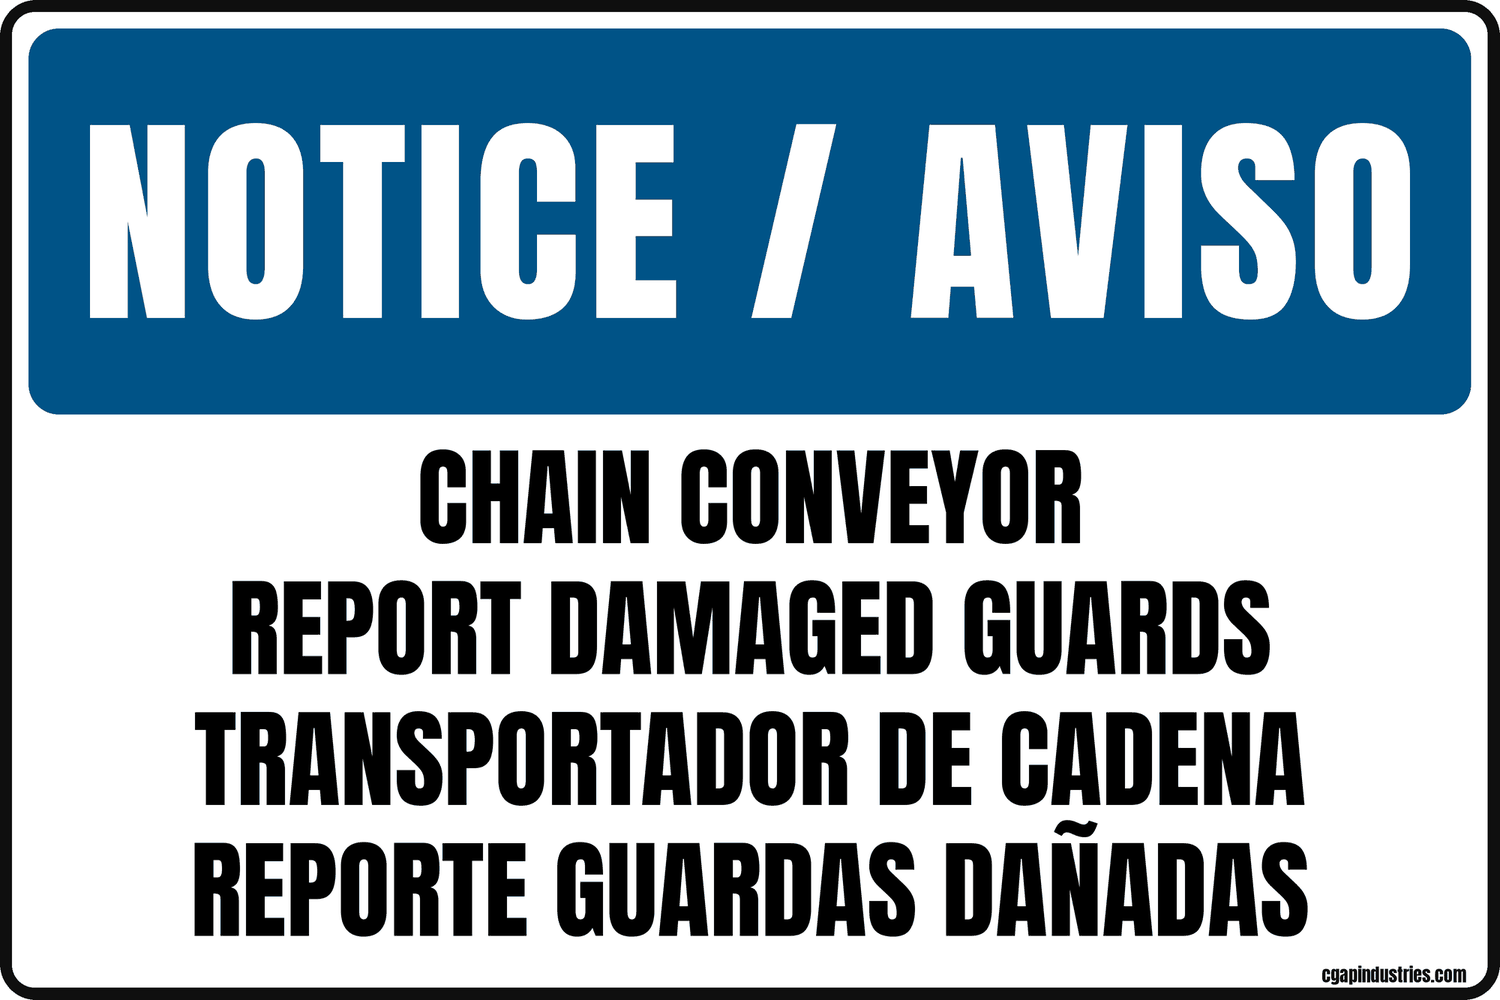 NOTICE / AVISO
CHAIN CONVEYOR
REPORT DAMAGED GUARDS
TRANSPORTADOR DE CADENA
REPORTE GUARDAS DAÑADAS
cgapindustries.com